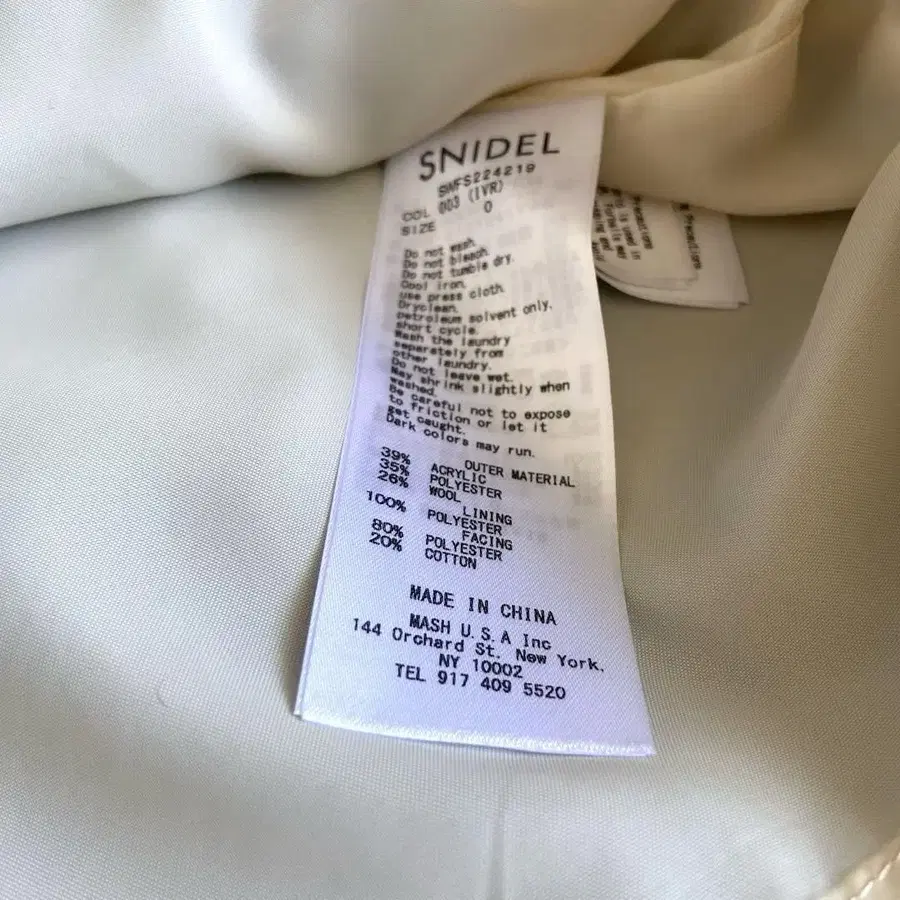 SNIDEL
SWFS224219
COL 003 (IVR)
SIZE 0
Do not wash.
Do not bleach.
Do not tumble dry.
Cool iron.
use press cloth.
Dryclean.
petroleum solvent only.
short cycle.
Wash the laundry
separately from
other laundry.
Do not leave wet.
May shrink slightly when
washed.
Be careful not to expose
to friction or let it
get caught.
Dark colors may run.
OUTER MATERIAL
39% ACRYLIC
35% POLYESTER
26% WOOL
LINING
100% POLYESTER
FACING
80% POLYESTER
20% COTTON
MADE IN CHINA
MASH U.S.A Inc
144 Orchard St. New York.
NY 10002
TEL 917 409 5520